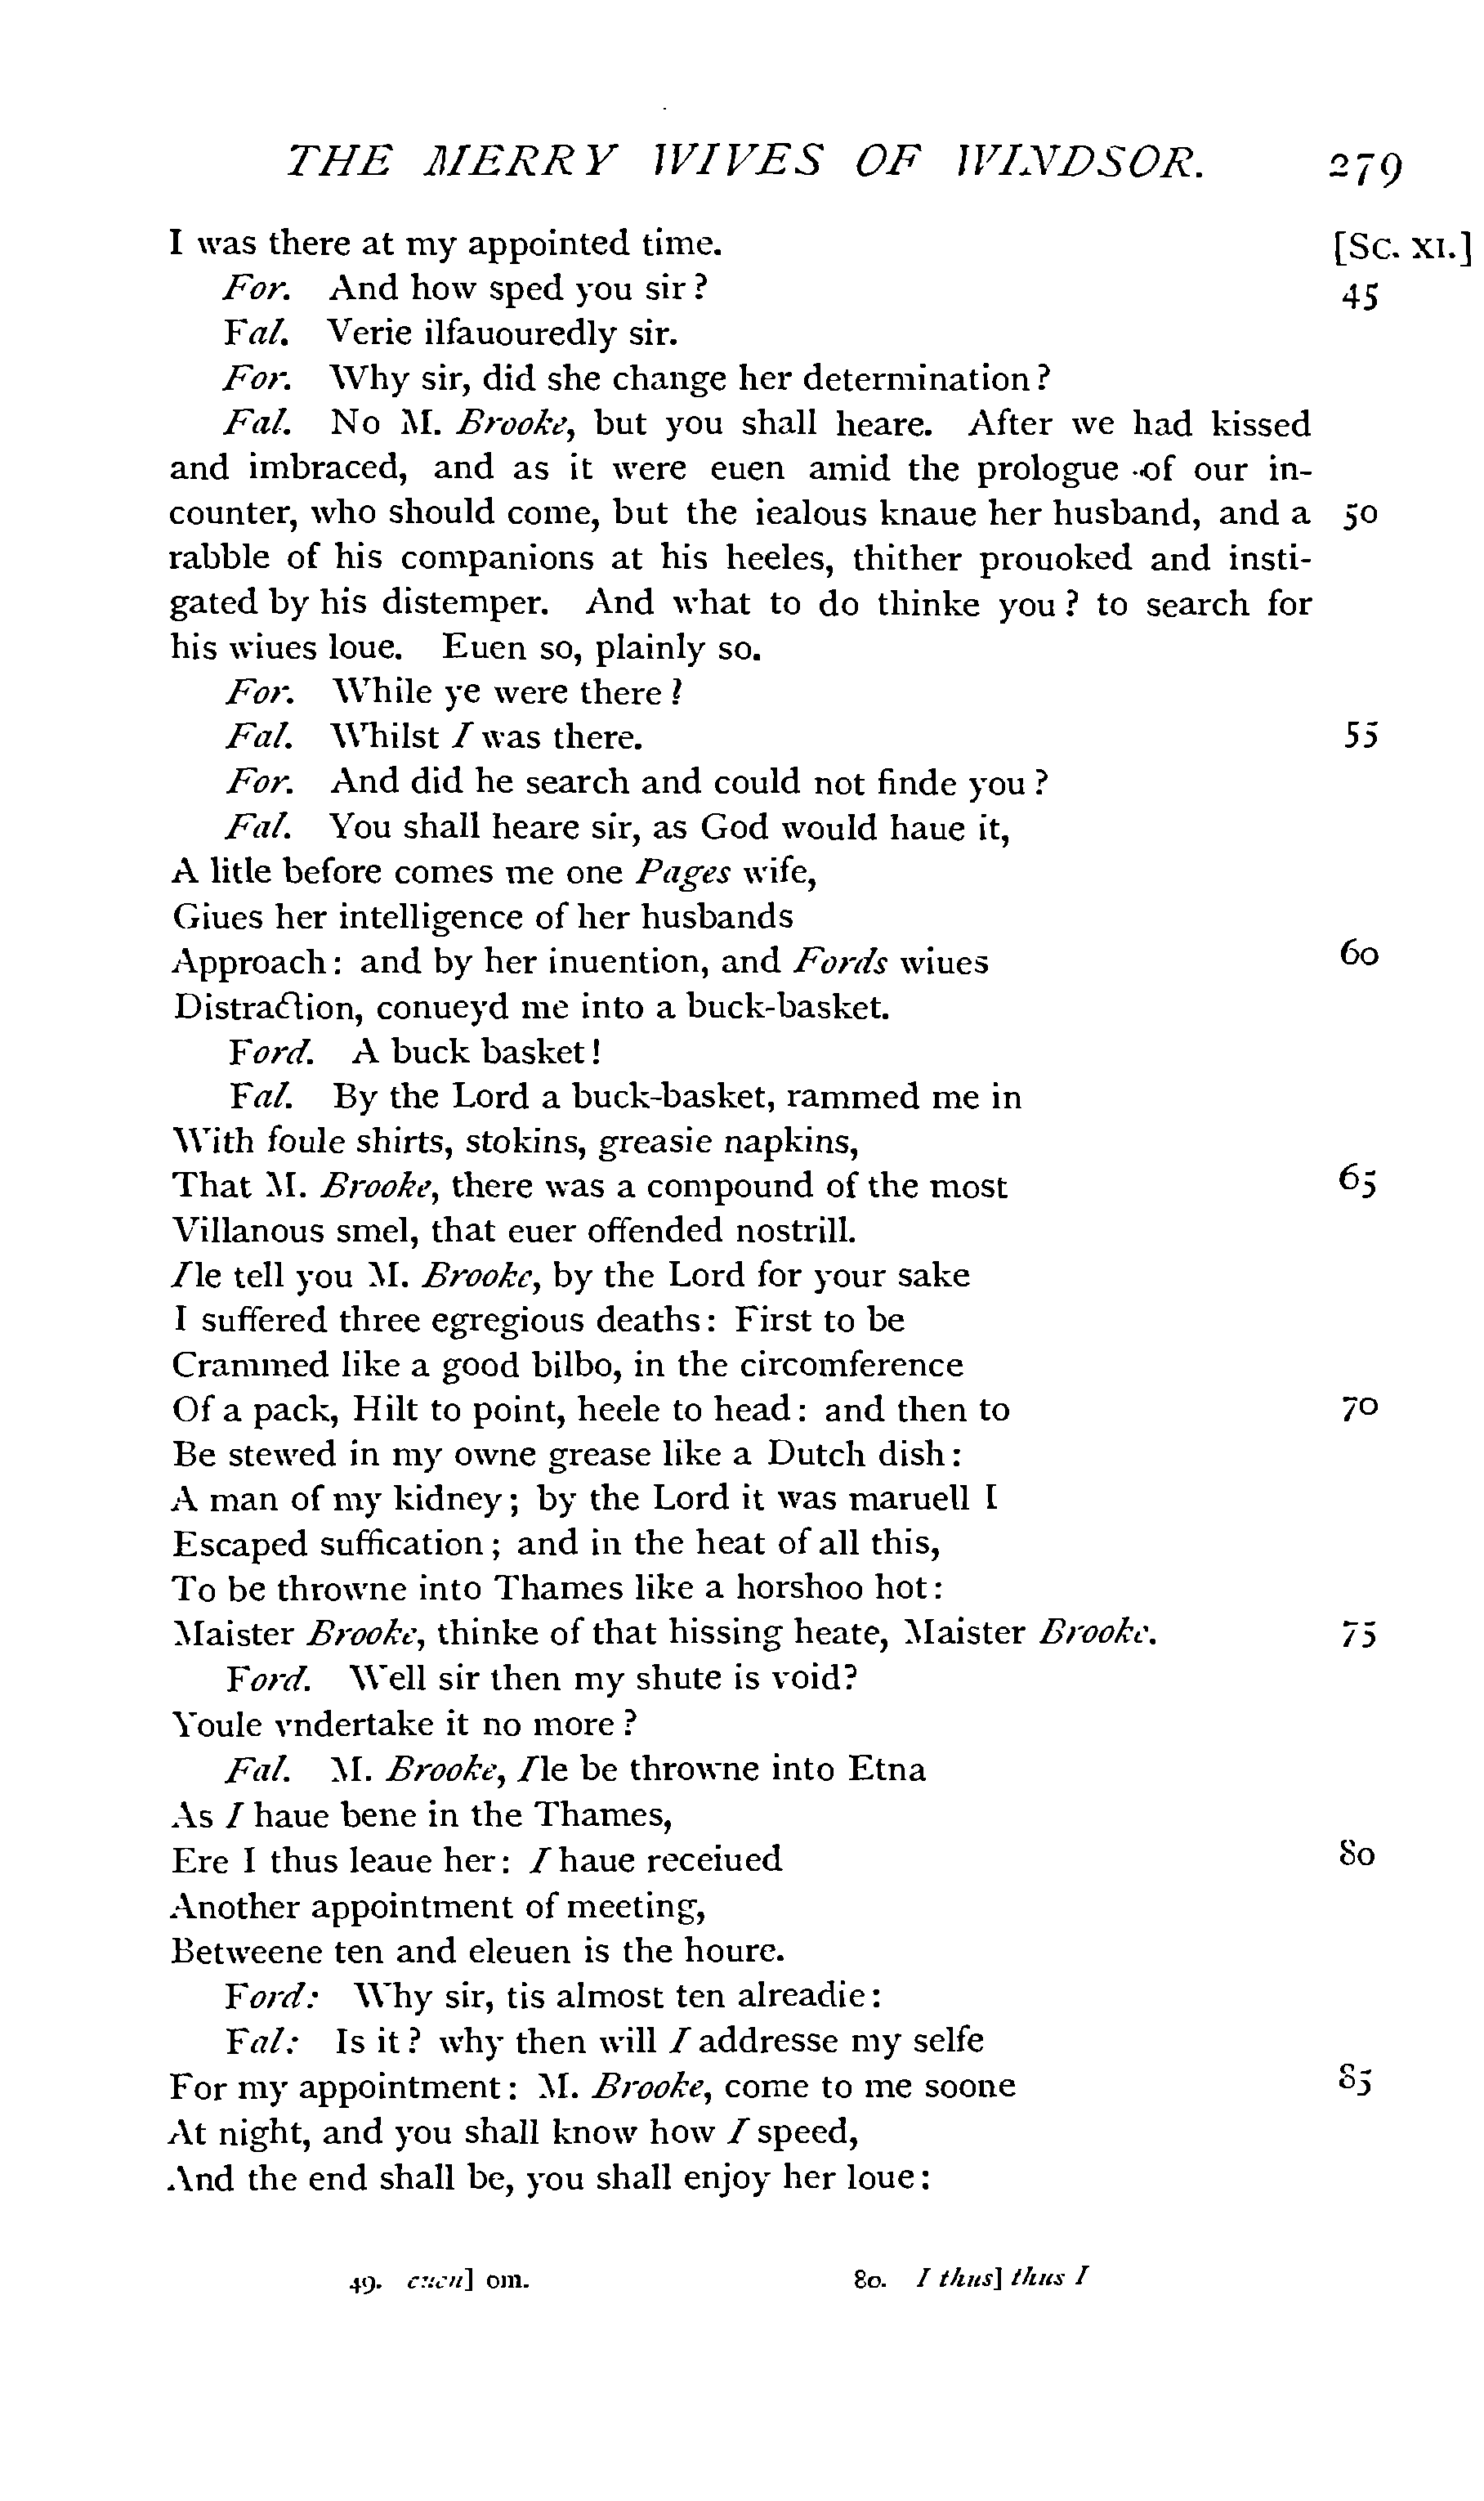 THE MERRY WIVES OF WINDSOR. 279
I was there at my appointed time. [Sc. XI.]
For. And how sped you sir? 45
Fal. Verie ilfauouredly sir.
For. Why sir, did she change her determination?
Fal. No M. Brooke, but you shall heare. After we had kissed
and imbraced, and as it were euen amid the prologue of our in-
counter, who should come, but the iealous knaue her husband, and a 50
rabble of his companions at his heeles, thither prouoked and insti-
gated by his distemper. And what to do thinke you? to search for
his wiues loue. Euen so, plainly so.
For. While ye were there?
Fal. Whilst I was there. 55
For. And did he search and could not finde you?
Fal. You shall heare sir, as God would haue it,
A litle before comes me one Pages wife,
Giues her intelligence of her husbands
Approach: and by her inuention, and Fords wiues 60
Distraction, conueyd me into a buck-basket.
Ford. A buck basket!
Fal. By the Lord a buck-basket, rammed me in
With foule shirts, stokins, greasie napkins,
That M. Brooke, there was a compound of the most 65
Villanous smel, that euer offended nostrill.
Ile tell you M. Brooke, by the Lord for your sake
I suffered three egregious deaths: First to be
Crammed like a good bilbo, in the circomference
Of a pack, Hilt to point, heele to head: and then to 70
Be stewed in my owne grease like a Dutch dish:
A man of my kidney; by the Lord it was maruell I
Escaped suffication; and in the heat of all this,
To be throwne into Thames like a horshoo hot:
Maister Brooke, thinke of that hissing heate, Maister Brooke. 75
Ford. Well sir then my shute is void?
Youle vndertake it no more?
Fal. M. Brooke, Ile be throwne into Etna
As I haue bene in the Thames,
Ere I thus leaue her: I haue receiued 80
Another appointment of meeting,
Betweene ten and eleuen is the houre.
Ford: Why sir, tis almost ten alreadie:
Fal: Is it? why then will I addresse my selfe
For my appointment: M. Brooke, come to me soone 85
At night, and you shall know how I speed,
And the end shall be, you shall enjoy her loue:
49. euen] om. 80. I thus] thus I